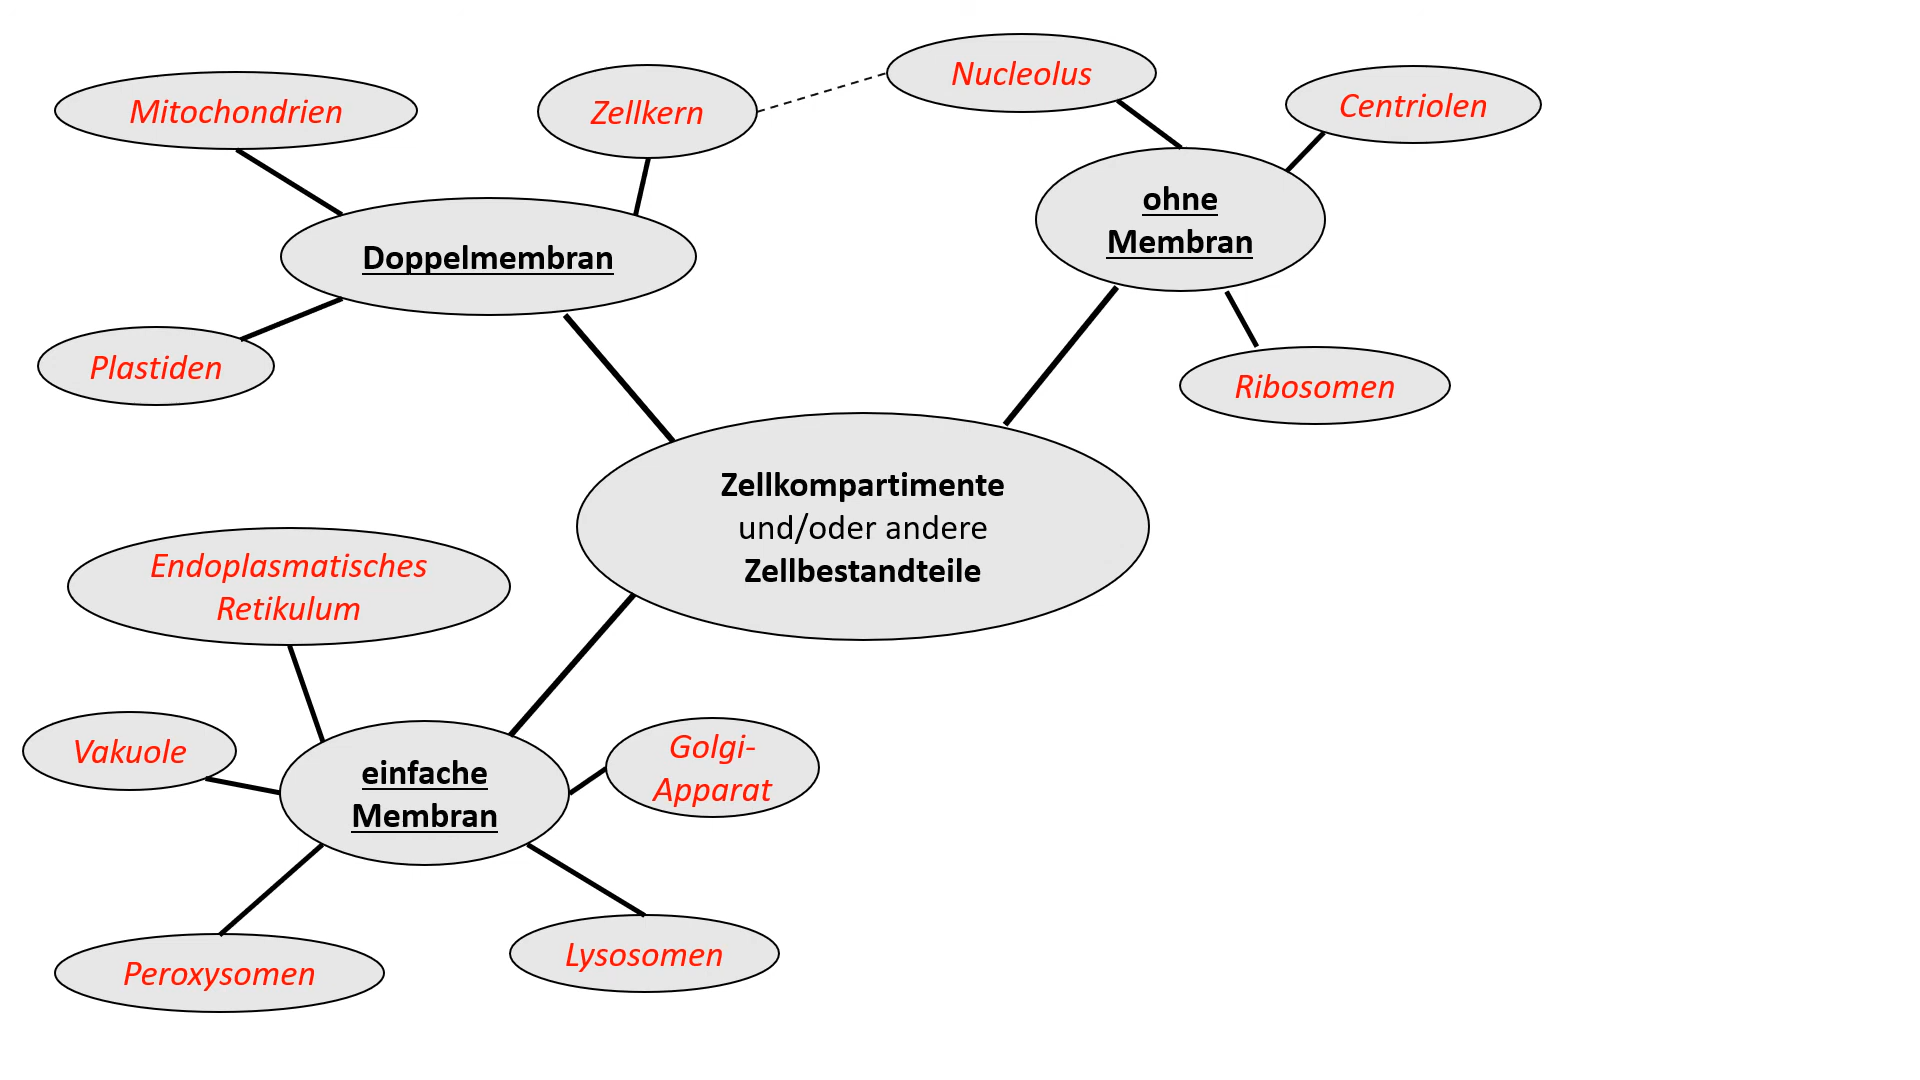 Nucleolus
Mitochondrien
Zellkern
Centriolen
ohne
Membran
Doppelmembran
Plastiden
Ribosomen
Zellkompartimente
und/oder andere
Zellbestandteile
Endoplasmatisches
Retikulum
Vakuole
einfache
Membran
Golgi-
Apparat
Peroxysomen
Lysosomen